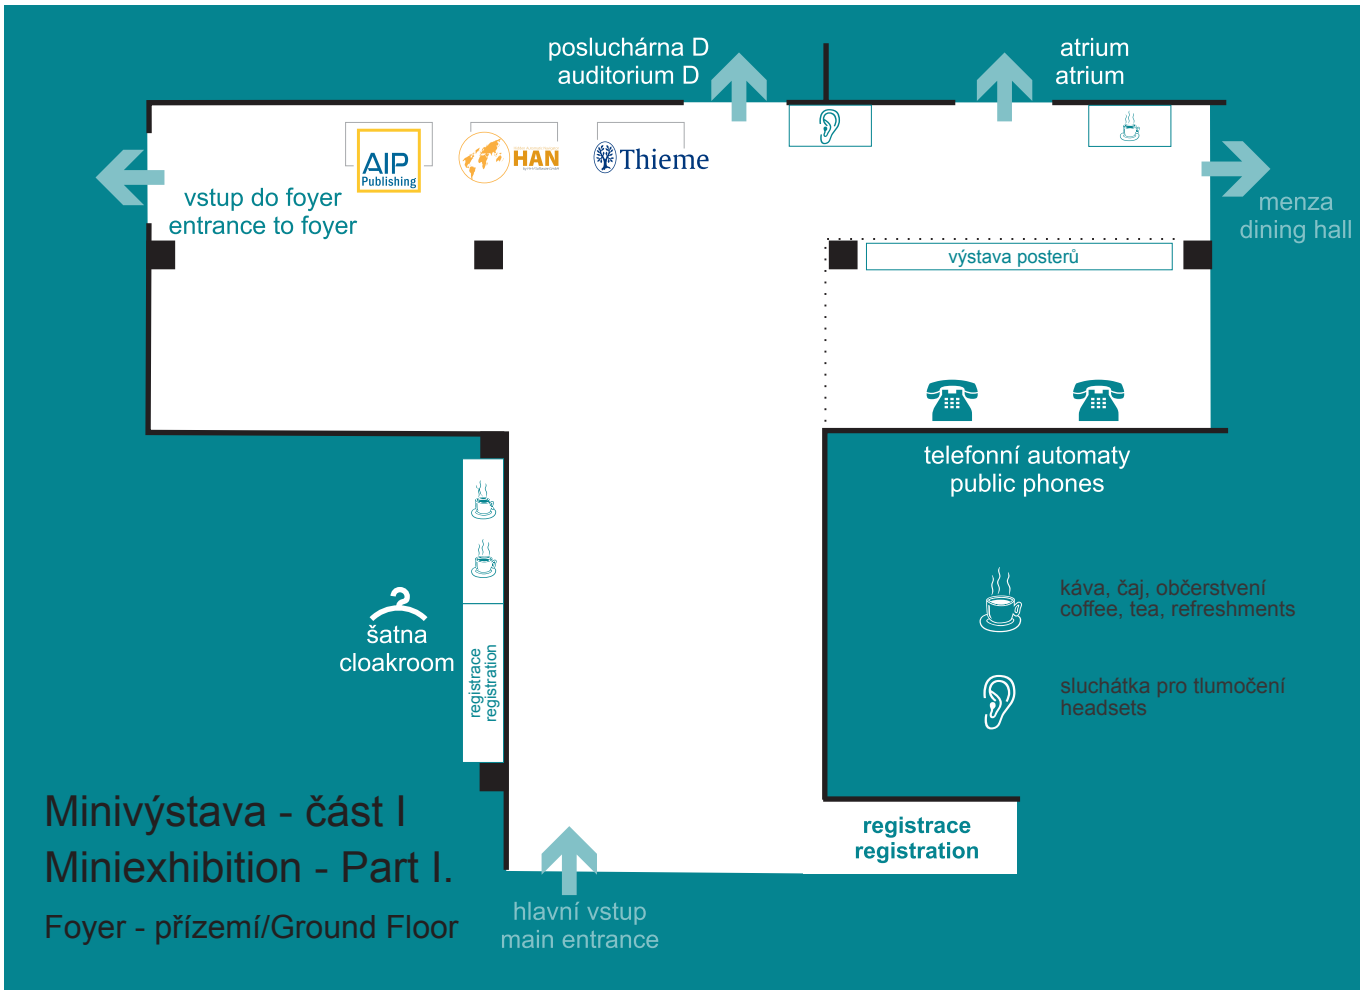 posluchárna D
auditorium D
atrium
atrium
AIP
Publishing
HAN
Thieme
vstup do foyer
entrance to foyer
menza
dining hall
výstava posterů
telefonní automaty
public phones
káva, čaj, občerstvení
coffee, tea, refreshments
šatna
cloakroom
registrace
registration
sluchátka pro tlumočení
headsets
Minivýstava - část I
Miniexhibition - Part I.
Foyer - přízemí/Ground Floor
registrace
registration
hlavní vstup
main entrance